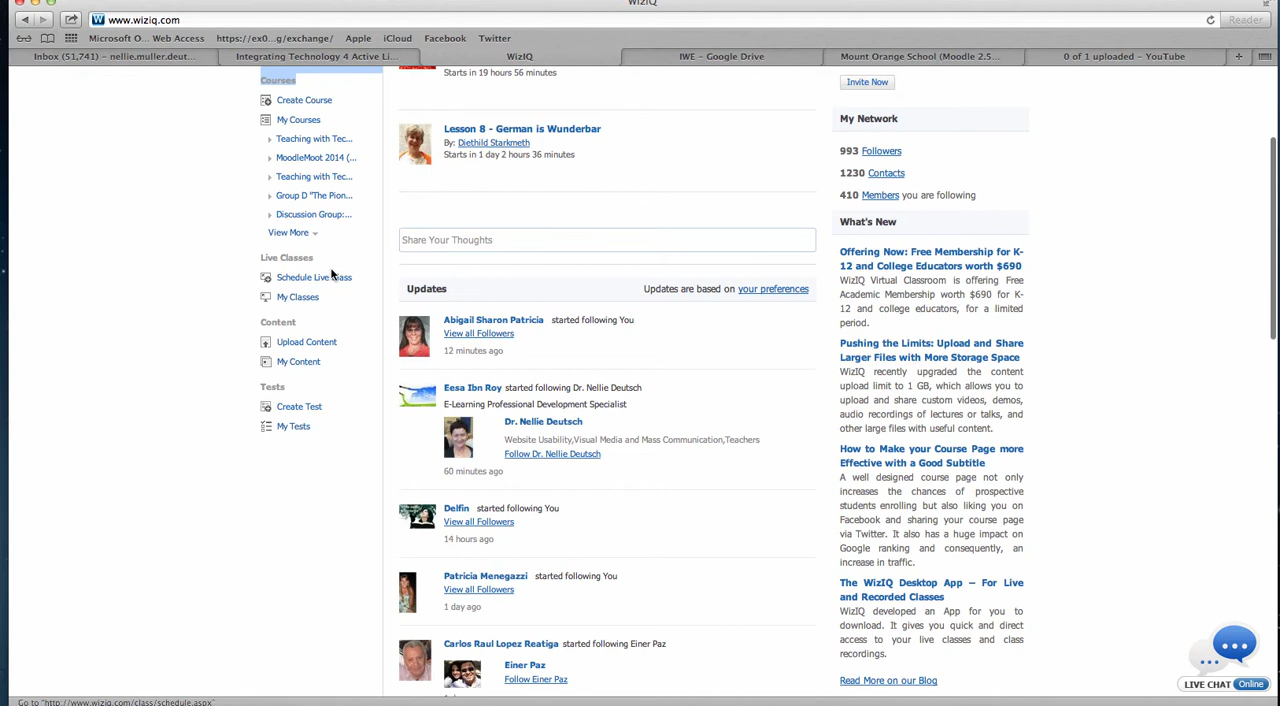 WizIQ
www.wiziq.com
Reader
Microsoft O... Web Access
https://ex0...g/exchange/
Apple
iCloud
Facebook
Twitter
Inbox (51,741) – nellie.muller.deut...
Integrating Technology 4 Active Li...
WizIQ
IWE – Google Drive
Mount Orange School (Moodle 2.5...
0 of 1 uploaded – YouTube
Courses
Create Course
My Courses
Teaching with Tec...
MoodleMoot 2014 (...
Teaching with Tec...
Group D "The Pion...
Discussion Group:...
View More
Live Classes
Schedule Live Class
My Classes
Content
Upload Content
My Content
Tests
Create Test
My Tests
Starts in 19 hours 56 minutes
Lesson 8 - German is Wunderbar
By: Diethild Starkmeth
Starts in 1 day 2 hours 36 minutes
Share Your Thoughts
Updates
Updates are based on your preferences
Abigail Sharon Patricia started following You
View all Followers
12 minutes ago
Eesa Ibn Roy started following Dr. Nellie Deutsch
E-Learning Professional Development Specialist
Dr. Nellie Deutsch
Website Usability,Visual Media and Mass Communication,Teachers
Follow Dr. Nellie Deutsch
60 minutes ago
Delfin started following You
View all Followers
14 hours ago
Patricia Menegazzi started following You
View all Followers
1 day ago
Carlos Raul Lopez Reatiga started following Einer Paz
Einer Paz
Follow Einer Paz
Invite Now
My Network
993 Followers
1230 Contacts
410 Members you are following
What's New
Offering Now: Free Membership for K-
12 and College Educators worth $690
WizIQ Virtual Classroom is offering Free
Academic Membership worth $690 for K-
12 and college educators, for a limited
period.
Pushing the Limits: Upload and Share
Larger Files with More Storage Space
WizIQ recently upgraded the content
upload limit to 1 GB, which allows you to
upload and share custom videos, demos,
audio recordings of lectures or talks, and
other large files with useful content.
How to Make your Course Page more
Effective with a Good Subtitle
A well designed course page not only
increases the chances of prospective
students enrolling but also liking you on
Facebook and sharing your course page
via Twitter. It also has a huge impact on
Google ranking and consequently, an
increase in traffic.
The WizIQ Desktop App – For Live
and Recorded Classes
WizIQ developed an App for you to
download. It gives you quick and direct
access to your live classes and class
recordings.
Read More on our Blog
LIVE CHAT Online
Go to "http://www.wiziq.com/class/schedule.aspx"